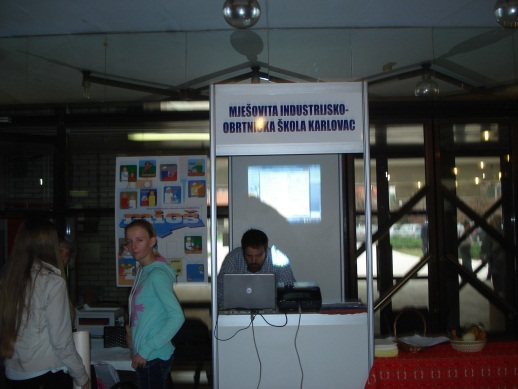 MJEŠOVITA INDUSTRIJSKO-
OBRTNIČKA ŠKOLA KARLOVAC